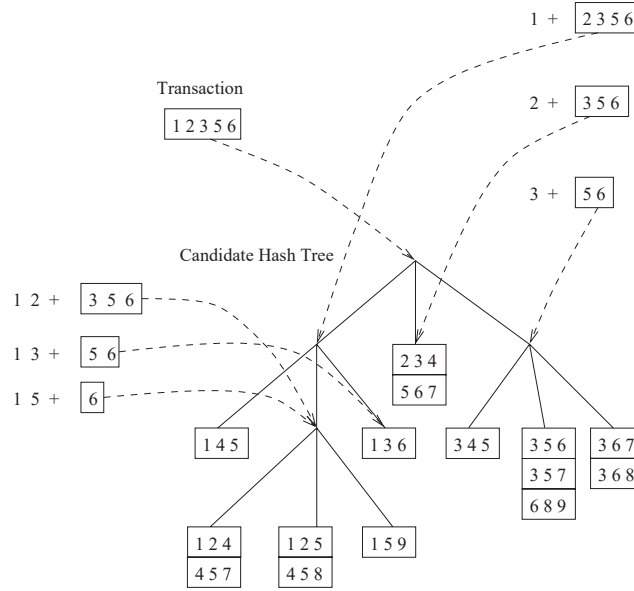 1 + 2 3 5 6
Transaction
2 + 3 5 6
1 2 3 5 6
3 + 5 6
Candidate Hash Tree
1 2 + 3 5 6
1 3 + 5 6
2 3 4
5 6 7
1 5 + 6
1 4 5
1 3 6
3 4 5
3 5 6
3 6 7
3 5 7
3 6 8
6 8 9
1 2 4
1 2 5
1 5 9
4 5 7
4 5 8